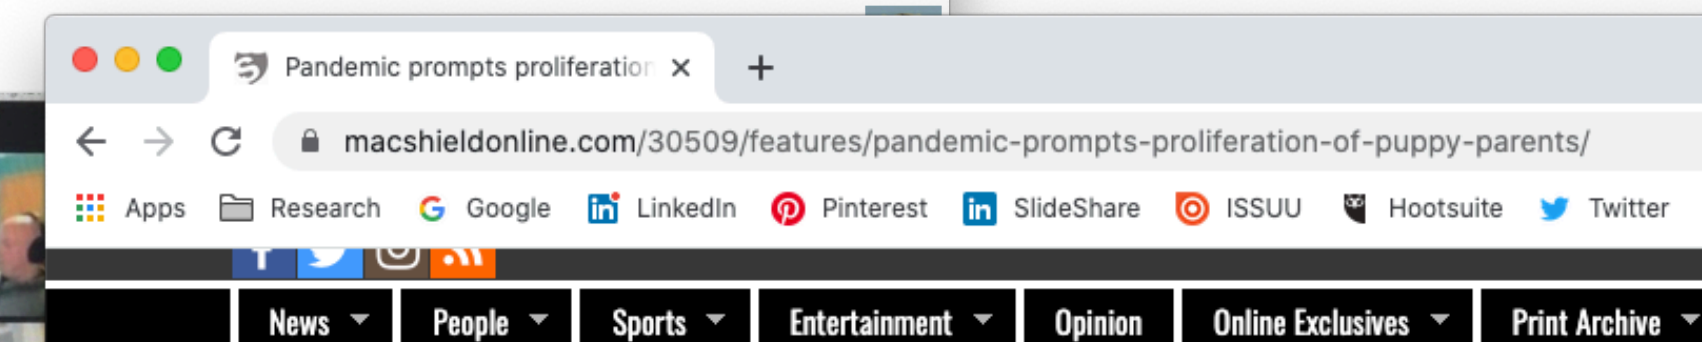 Pandemic prompts proliferation
macshieldonline.com/30509/features/pandemic-prompts-proliferation-of-puppy-parents/
Apps Research Google LinkedIn Pinterest SlideShare ISSUU Hootsuite Twitter
News People Sports Entertainment Opinion Online Exclusives Print Archive